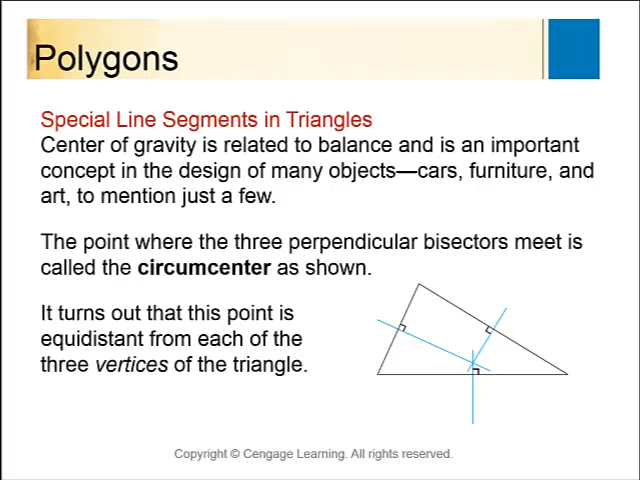 Polygons
Special Line Segments in Triangles
Center of gravity is related to balance and is an important
concept in the design of many objects—cars, furniture, and
art, to mention just a few.
The point where the three perpendicular bisectors meet is
called the circumcenter as shown.
It turns out that this point is
equidistant from each of the
three vertices of the triangle.
Copyright © Cengage Learning. All rights reserved.